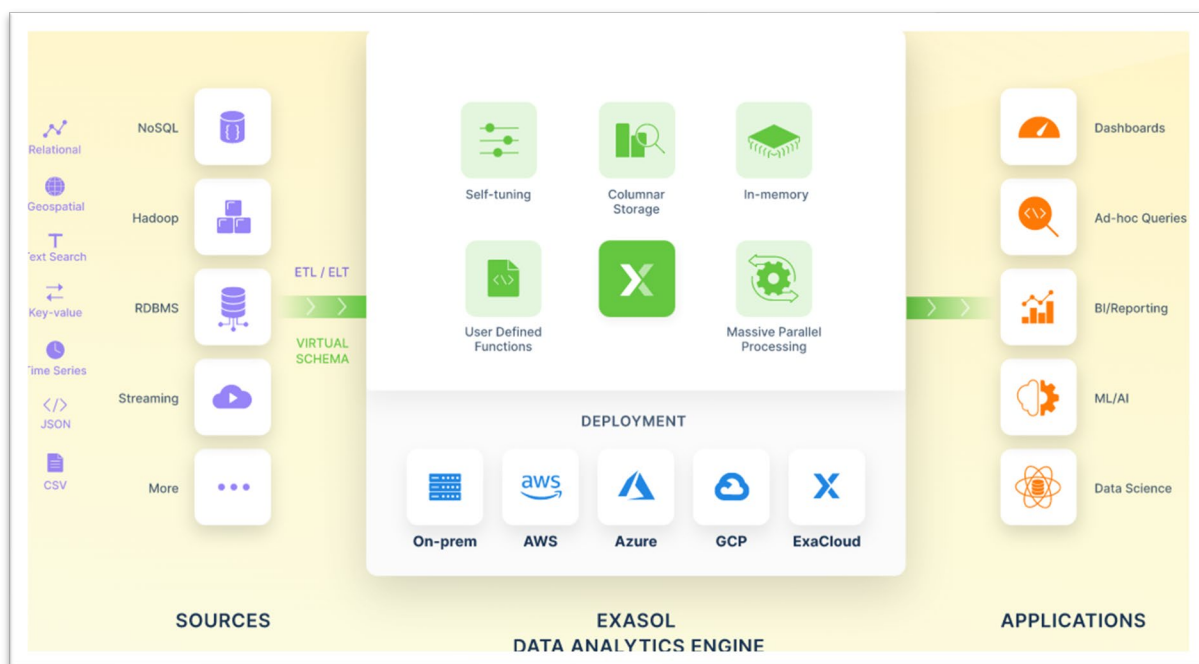 Relational
Geospatial
Text Search
Key-value
Time Series
</>
JSON
CSV
NoSQL
{}
Hadoop
RDBMS
Streaming
More
ETL / ELT
VIRTUAL
SCHEMA
Self-tuning
Columnar
Storage
In-memory
<\>
User Defined
Functions
X
Massive Parallel
Processing
DEPLOYMENT
aws
X
On-prem
AWS
Azure
GCP
ExaCloud
Dashboards
<\>
Ad-hoc Queries
BI/Reporting
ML/AI
Data Science
SOURCES
EXASOL
DATA ANALYTICS ENGINE
APPLICATIONS